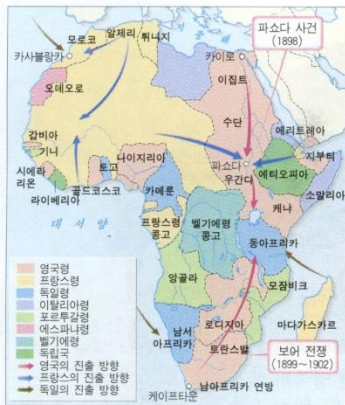 지중해
파쇼다 사건
(1898)
모로코
알제리
튀니지
카사블랑카
카이로
이집트
오데오로
수단
에리트레아
감비아
기니
나이지리아
파쇼다
지부티
시에라
리온
토고
우간다
에티오피아
골드코스트
카메룬
소말리아
라이베리아
케냐
대서양
프랑스령
콩고
벨기에령
콩고
동아프리카
영국령
프랑스령
독일령
이탈리아령
포르투갈령
에스파냐령
벨기에령
독립국
영국의 진출 방향
프랑스의 진출 방향
독일의 진출 방향
앙골라
모잠비크
남서
아프리카
로디지아
마다가스카르
트란스발
보어 전쟁
(1899~1902)
남아프리카 연방
케이프타운